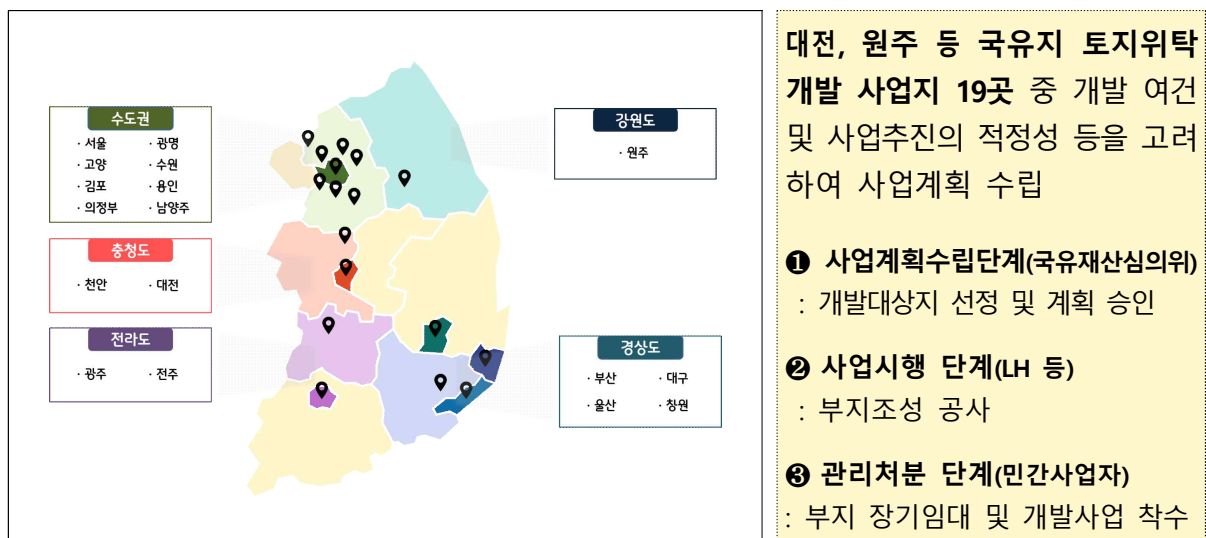 수도권
· 서울 · 광명
· 고양 · 수원
· 김포 · 용인
· 의정부 · 남양주
충청도
· 천안 · 대전
전라도
· 광주 · 전주
강원도
· 원주
경상도
· 부산 · 대구
· 울산 · 창원
대전, 원주 등 국유지 토지위탁
개발 사업지 19곳 중 개발 여건
및 사업추진의 적정성 등을 고려
하여 사업계획 수립
❶ 사업계획수립단계(국유재산심의위)
: 개발대상지 선정 및 계획 승인
❷ 사업시행 단계(LH 등)
: 부지조성 공사
❸ 관리처분 단계(민간사업자)
: 부지 장기임대 및 개발사업 착수